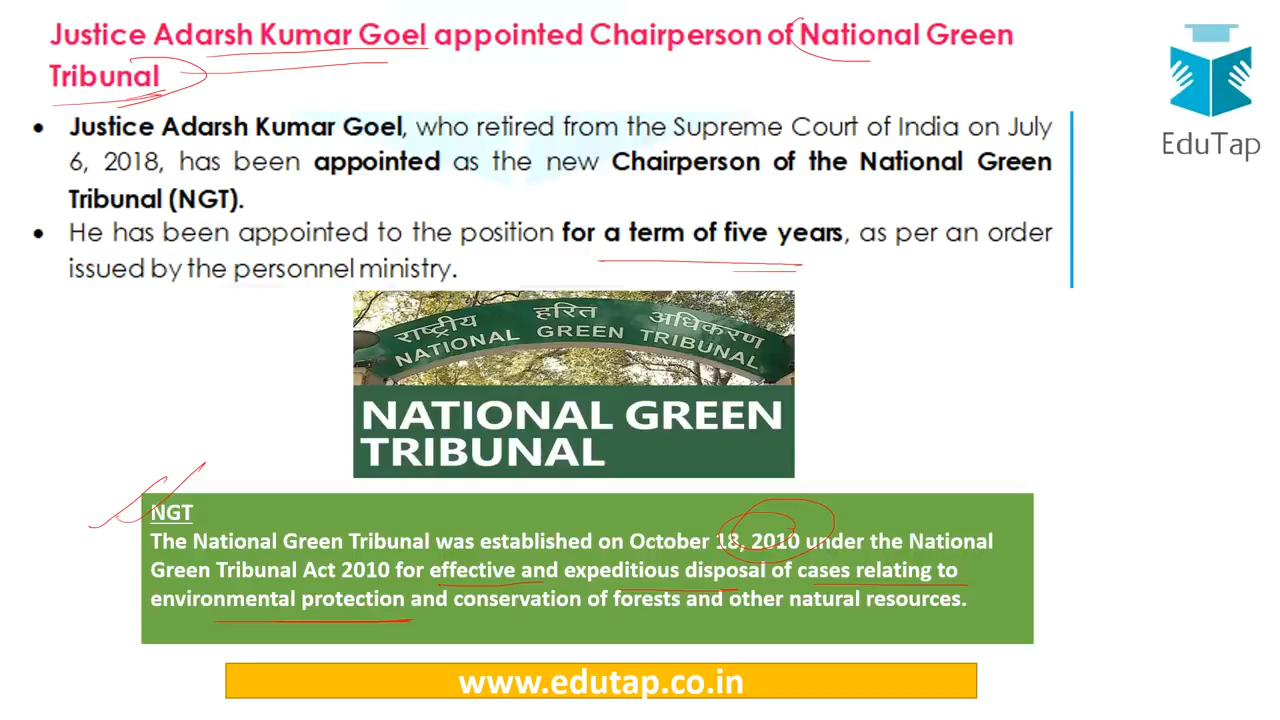 Justice Adarsh Kumar Goel appointed Chairperson of National Green
Tribunal
EduTap
• Justice Adarsh Kumar Goel, who retired from the Supreme Court of India on July
6, 2018, has been appointed as the new Chairperson of the National Green
Tribunal (NGT).
• He has been appointed to the position for a term of five years, as per an order
issued by the personnel ministry.
राष्ट्रीय हरित अधिकरण
NATIONAL GREEN TRIBUNAL
NATIONAL GREEN
TRIBUNAL
NGT
The National Green Tribunal was established on October 18, 2010 under the National
Green Tribunal Act 2010 for effective and expeditious disposal of cases relating to
environmental protection and conservation of forests and other natural resources.
www.edutap.co.in